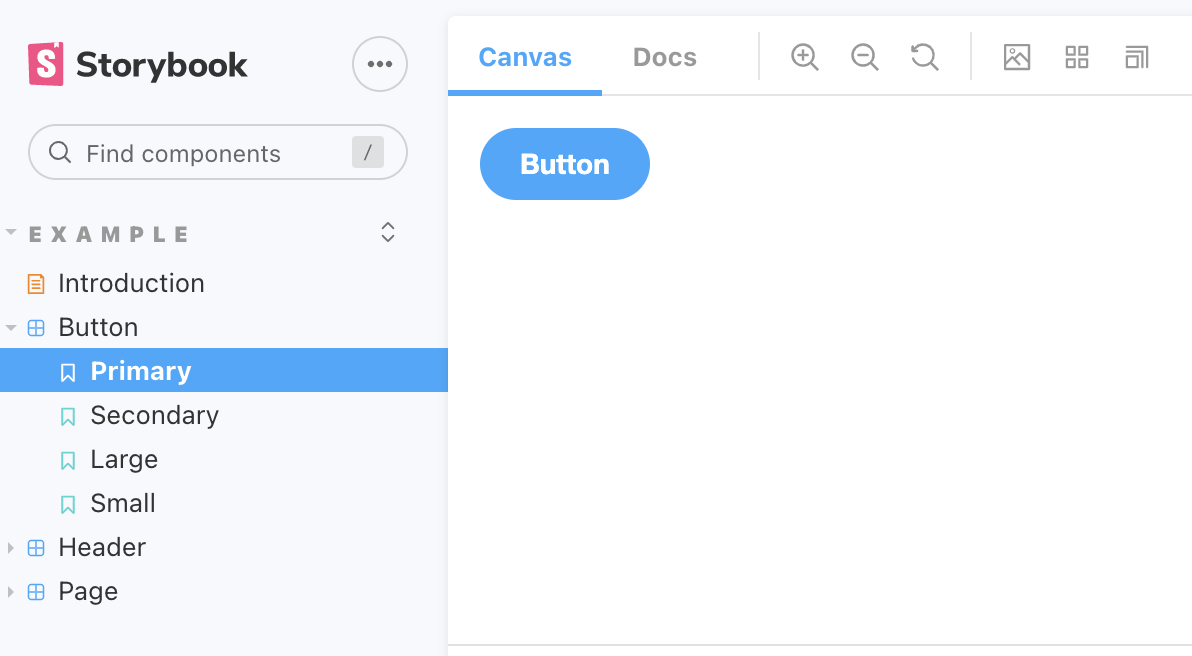 Storybook
Find components /
EXAMPLE
Introduction
Button
Primary
Secondary
Large
Small
Header
Page
Canvas Docs
Button